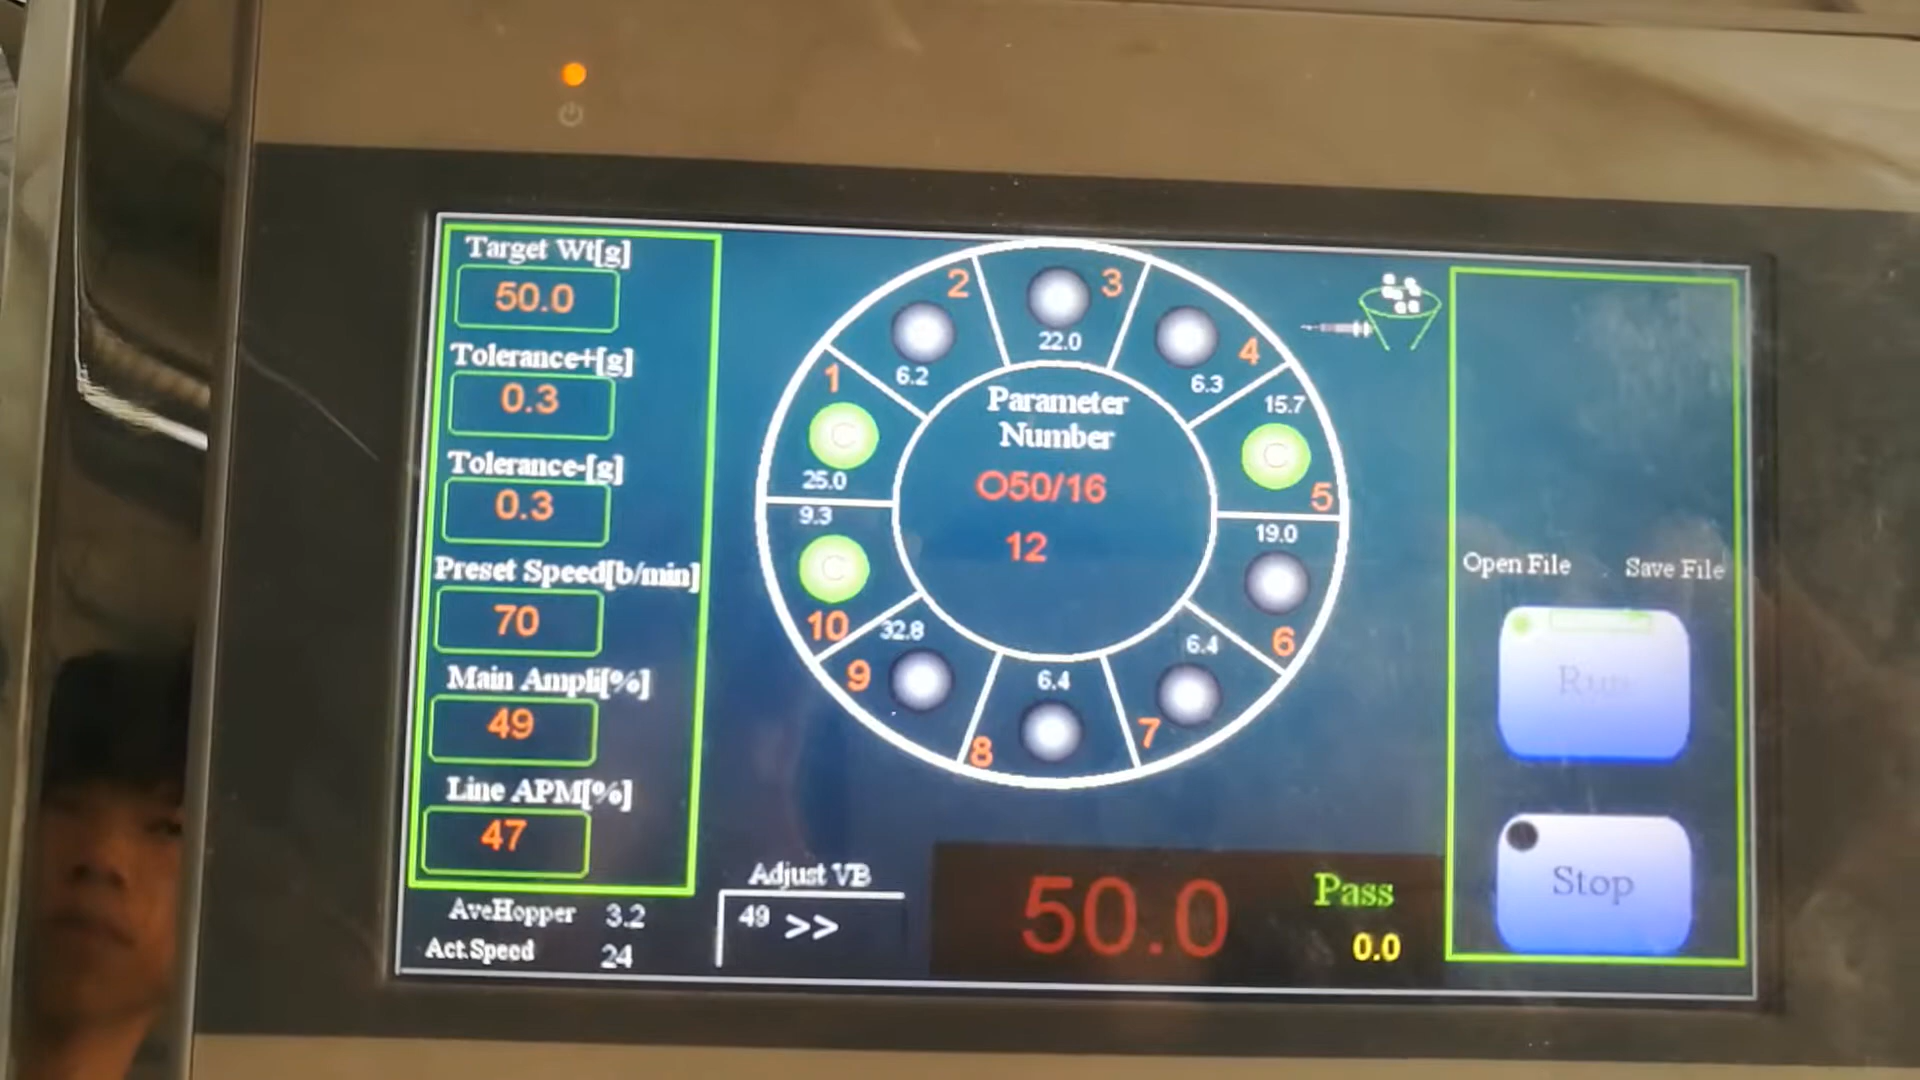 Target Wt[g]
50.0
Tolerance+[g]
0.3
Tolerance-[g]
0.3
Preset Speed[b/min]
70
Main Ampli[%]
49
Line APM[%]
47
AveHopper 3.2
Act.Speed 24
1
25.0
2
6.2
3
22.0
4
6.3
15.7
C
5
19.0
6
6.4
7
6.4
8
32.8
9
9.3
C
10
C
Parameter
Number
O50/16
12
Adjust VB
49 >>
50.0
Pass
0.0
Open File Save File
Run
Stop